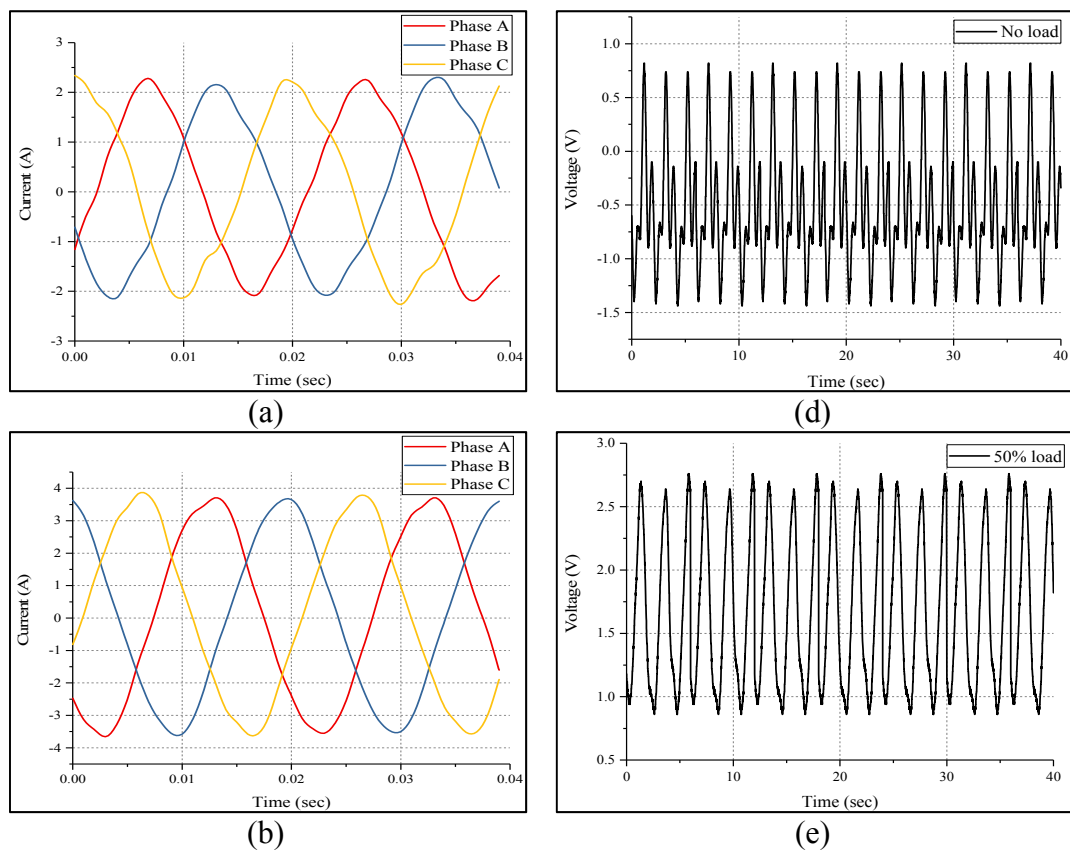 Phase A
Phase B
Phase C
3
2
1
0
-1
-2
-3
Current (A)
0.00 0.01 0.02 0.03 0.04
Time (sec)
(a)
No load
1.0
0.5
0.0
-0.5
-1.0
-1.5
Voltage (V)
0 10 20 30 40
Time (sec)
(d)
Phase A
Phase B
Phase C
4
3
2
1
0
-1
-2
-3
-4
Current (A)
0.00 0.01 0.02 0.03 0.04
Time (sec)
(b)
50% load
3.0
2.5
2.0
1.5
1.0
0.5
Voltage (V)
0 10 20 30 40
Time (sec)
(e)